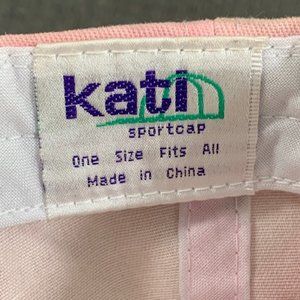 kati
sportcap
One Size Fits All
Made in China